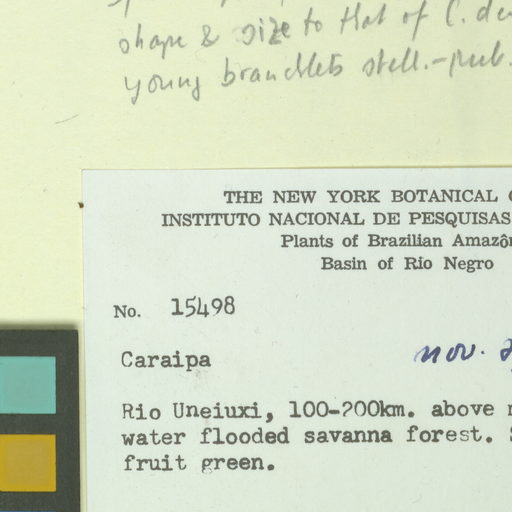 shape & size to that of C. de
young branchlets stell.-pub.
THE NEW YORK BOTANICAL
INSTITUTO NACIONAL DE PESQUISAS
Plants of Brazilian Amazôn
Basin of Rio Negro
No. 15498
Caraipa
nov.
Rio Uneiuxi, 100-200km. above
water flooded savanna forest.
fruit green.